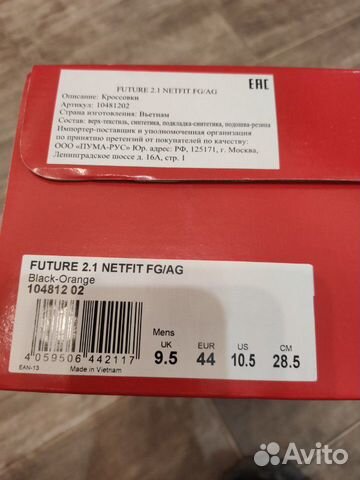 FUTURE 2.1 NETFIT FG/AG
EAC
Описание: Кроссовки
Артикул: 10481202
Страна изготовления: Вьетнам
Состав: верх-текстиль, синтетика, подкладка-синтетика, подошва-резина
Импортер-поставщик и уполномоченная организация
по принятию претензий от покупателей по качеству:
ООО «ПУМА-РУС» Юр. адрес: РФ, 125171, г. Москва,
Ленинградское шоссе д. 16А, стр. 1
FUTURE 2.1 NETFIT FG/AG
Black-Orange
104812 02
Mens
UK EUR US CM
9.5 44 10.5 28.5
4 059506 442117
EAN-13 Made in Vietnam
Avito